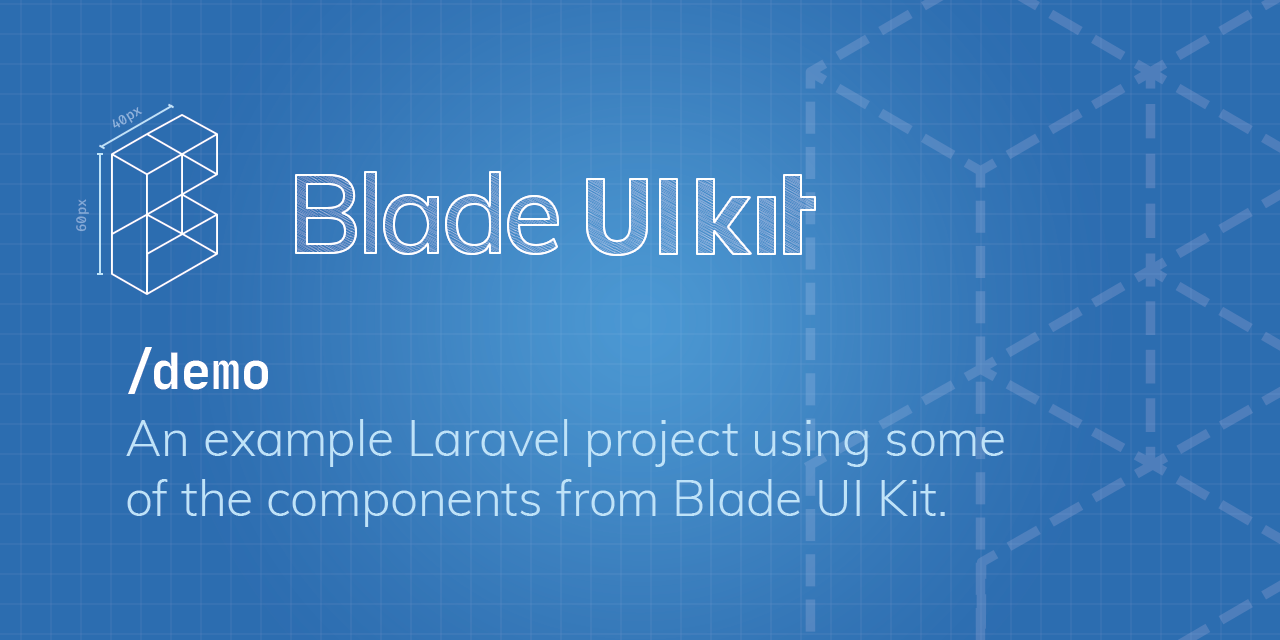 40px
60px
Blade UI kit
/demo
An example Laravel project using some
of the components from Blade UI Kit.